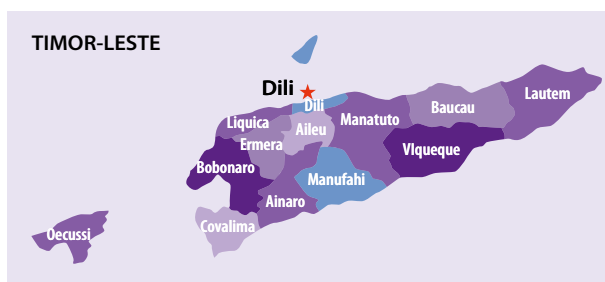 TIMOR-LESTE
Dili
Dili
Lautem
Baucau
Liquica
Manatuto
Aileu
Ermera
VIqueque
Bobonaro
Manufahi
Ainaro
Covalima
Oecussi